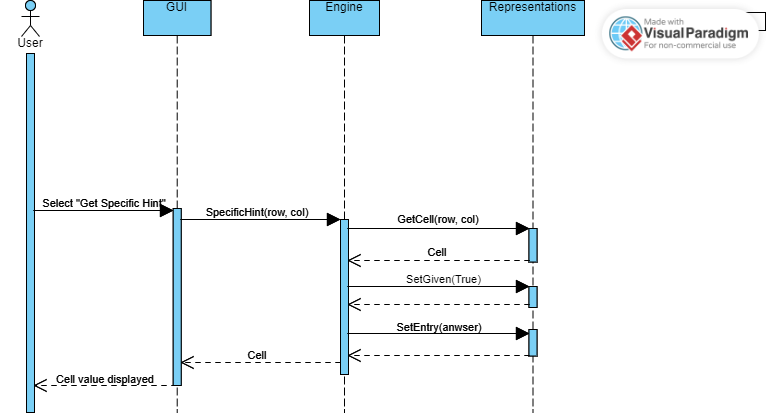 GUI
Engine
Representations
Made with
Visual Paradigm
For non-commercial use
User
Select "Get Specific Hint"
SpecificHint(row, col)
GetCell(row, col)
Cell
SetGiven(True)
SetEntry(anwser)
Cell
Cell value displayed